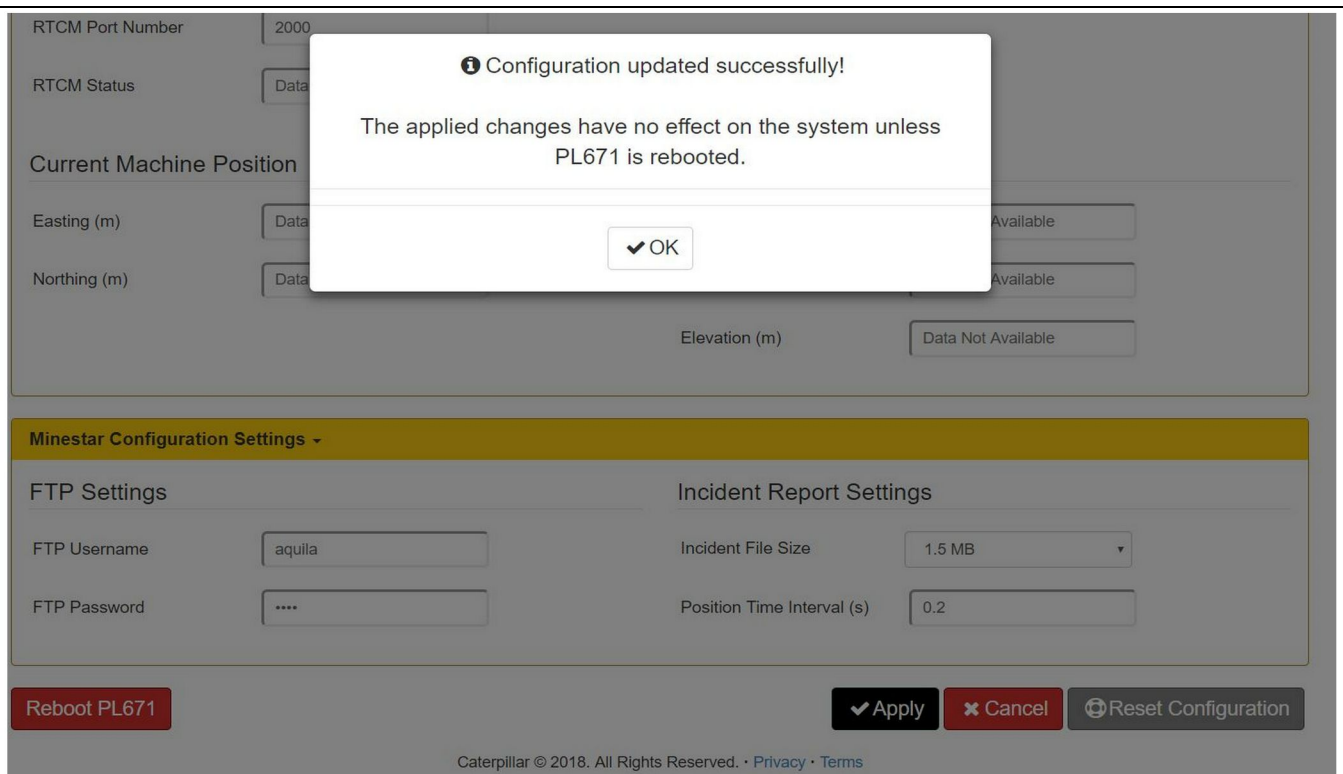 RTCM Port Number 2000
Configuration updated successfully!
RTCM Status Data
The applied changes have no effect on the system unless
PL671 is rebooted.
Current Machine Position
Easting (m) Data Available
OK
Northing (m) Data Available
Elevation (m) Data Not Available
Minestar Configuration Settings
FTP Settings Incident Report Settings
FTP Username aquila Incident File Size 1.5 MB
FTP Password •••• Position Time Interval (s) 0.2
Reboot PL671 Apply Cancel Reset Configuration
Caterpillar © 2018. All Rights Reserved. · Privacy · Terms